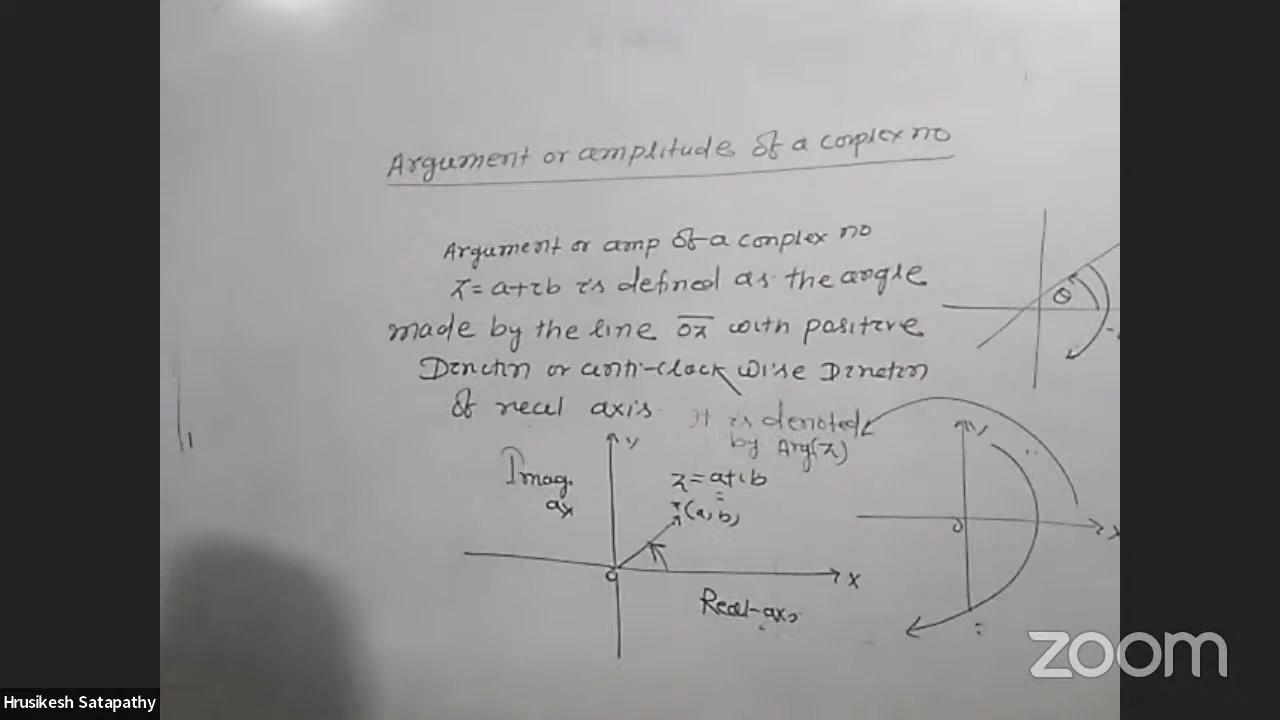 Argument or amplitude of a complex no
Argument or amp of a complex no
z = a+ib is defined as the angle
made by the line oz with positive
Direction or anti-clock wise Direction
of real axis. It is denoted
by Arg(z)
θ
y
Imag.
ax
z = a+ib
z(a, b)
o
x
Real-axis
y
o
x
zoom
Hrusikesh Satapathy